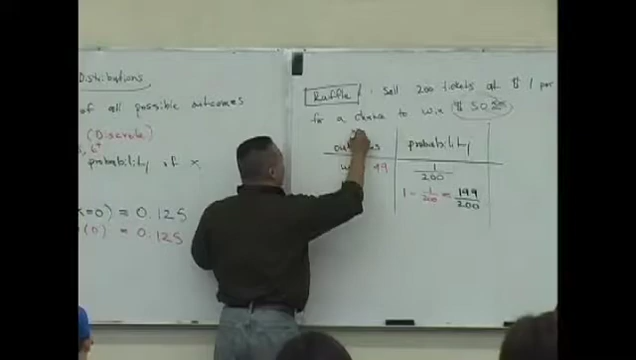 Distributions
of all possible outcomes
(Discrete)
probability of x
x=0) = 0.125
(0) = 0.125
Raffle: Sell 200 tickets at $ 1 per
for a chance to win $ 50.00
probability
49 1/200
1 - 1/200 = 199/200